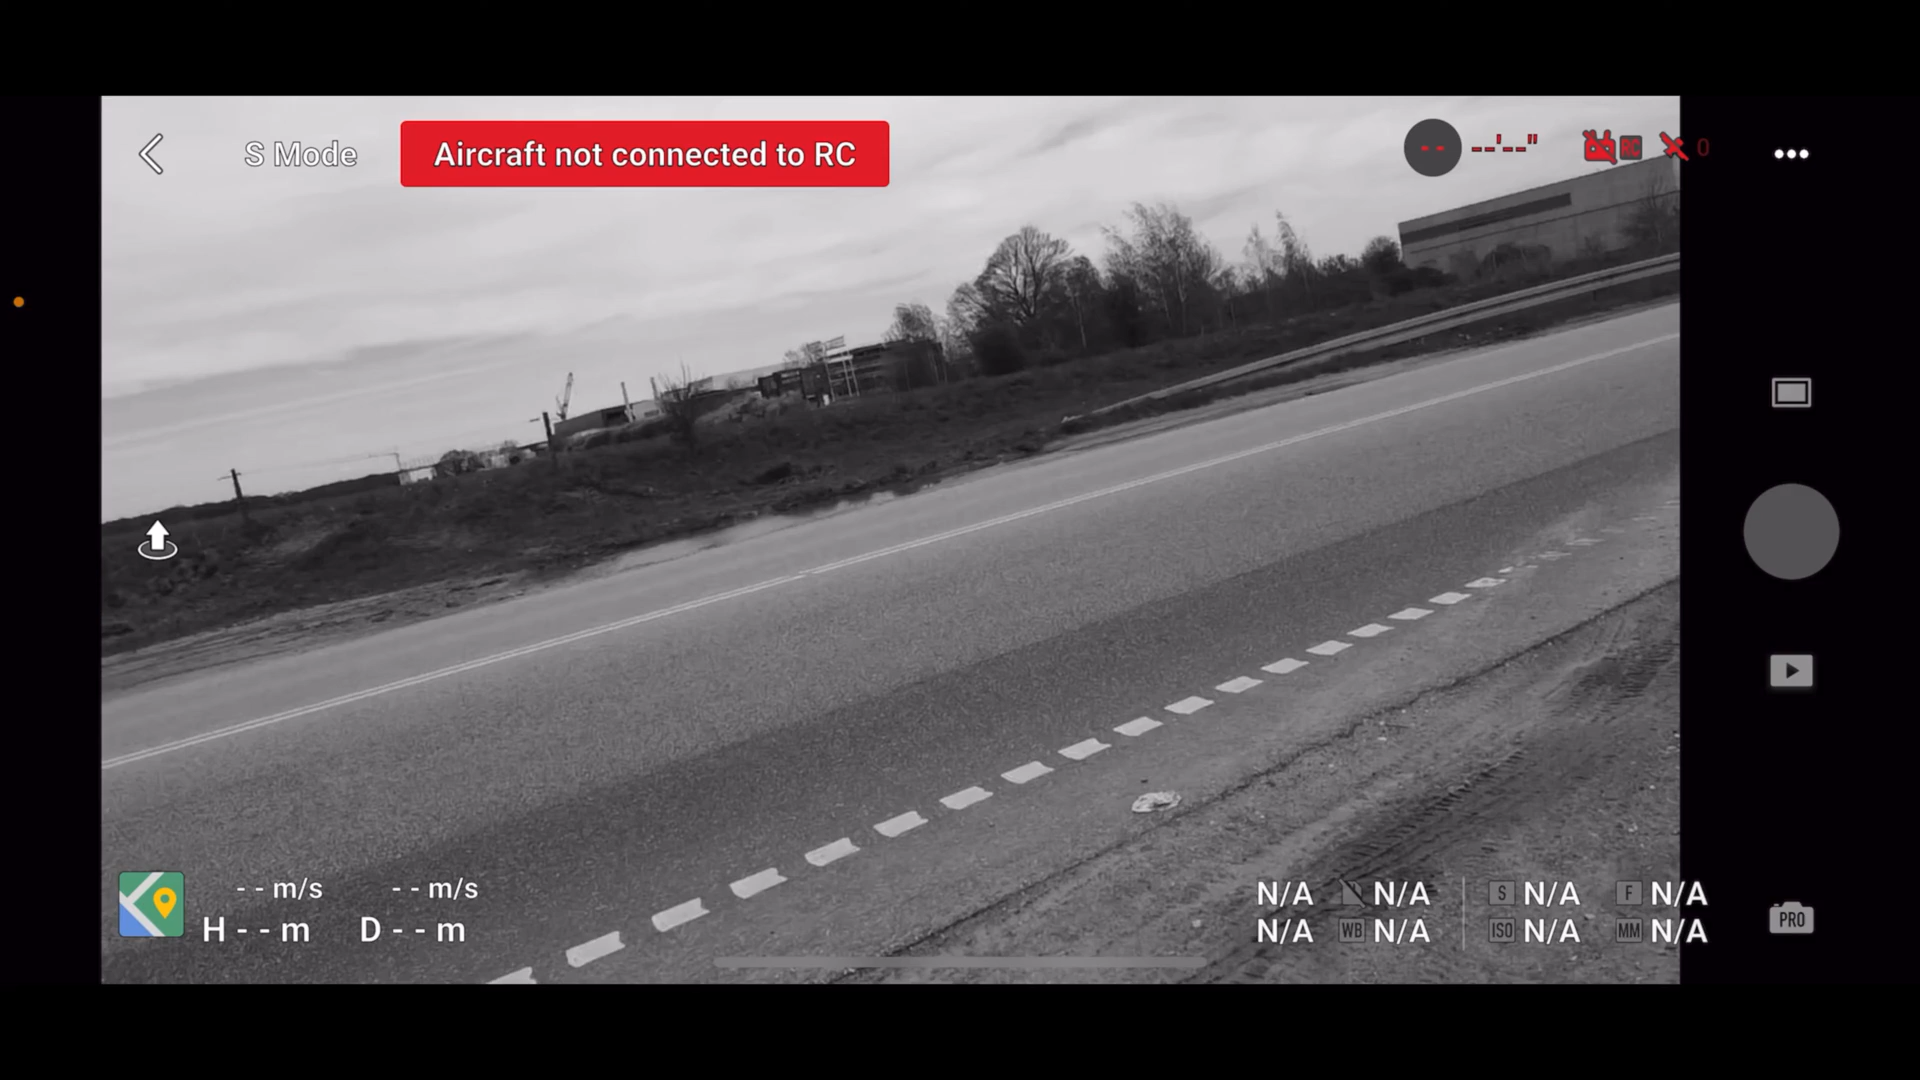 S Mode
Aircraft not connected to RC
-- --'--" RC 0
-- m/s -- m/s
H -- m D -- m
N/A N/A S N/A F N/A
N/A WB N/A ISO N/A MM N/A
PRO